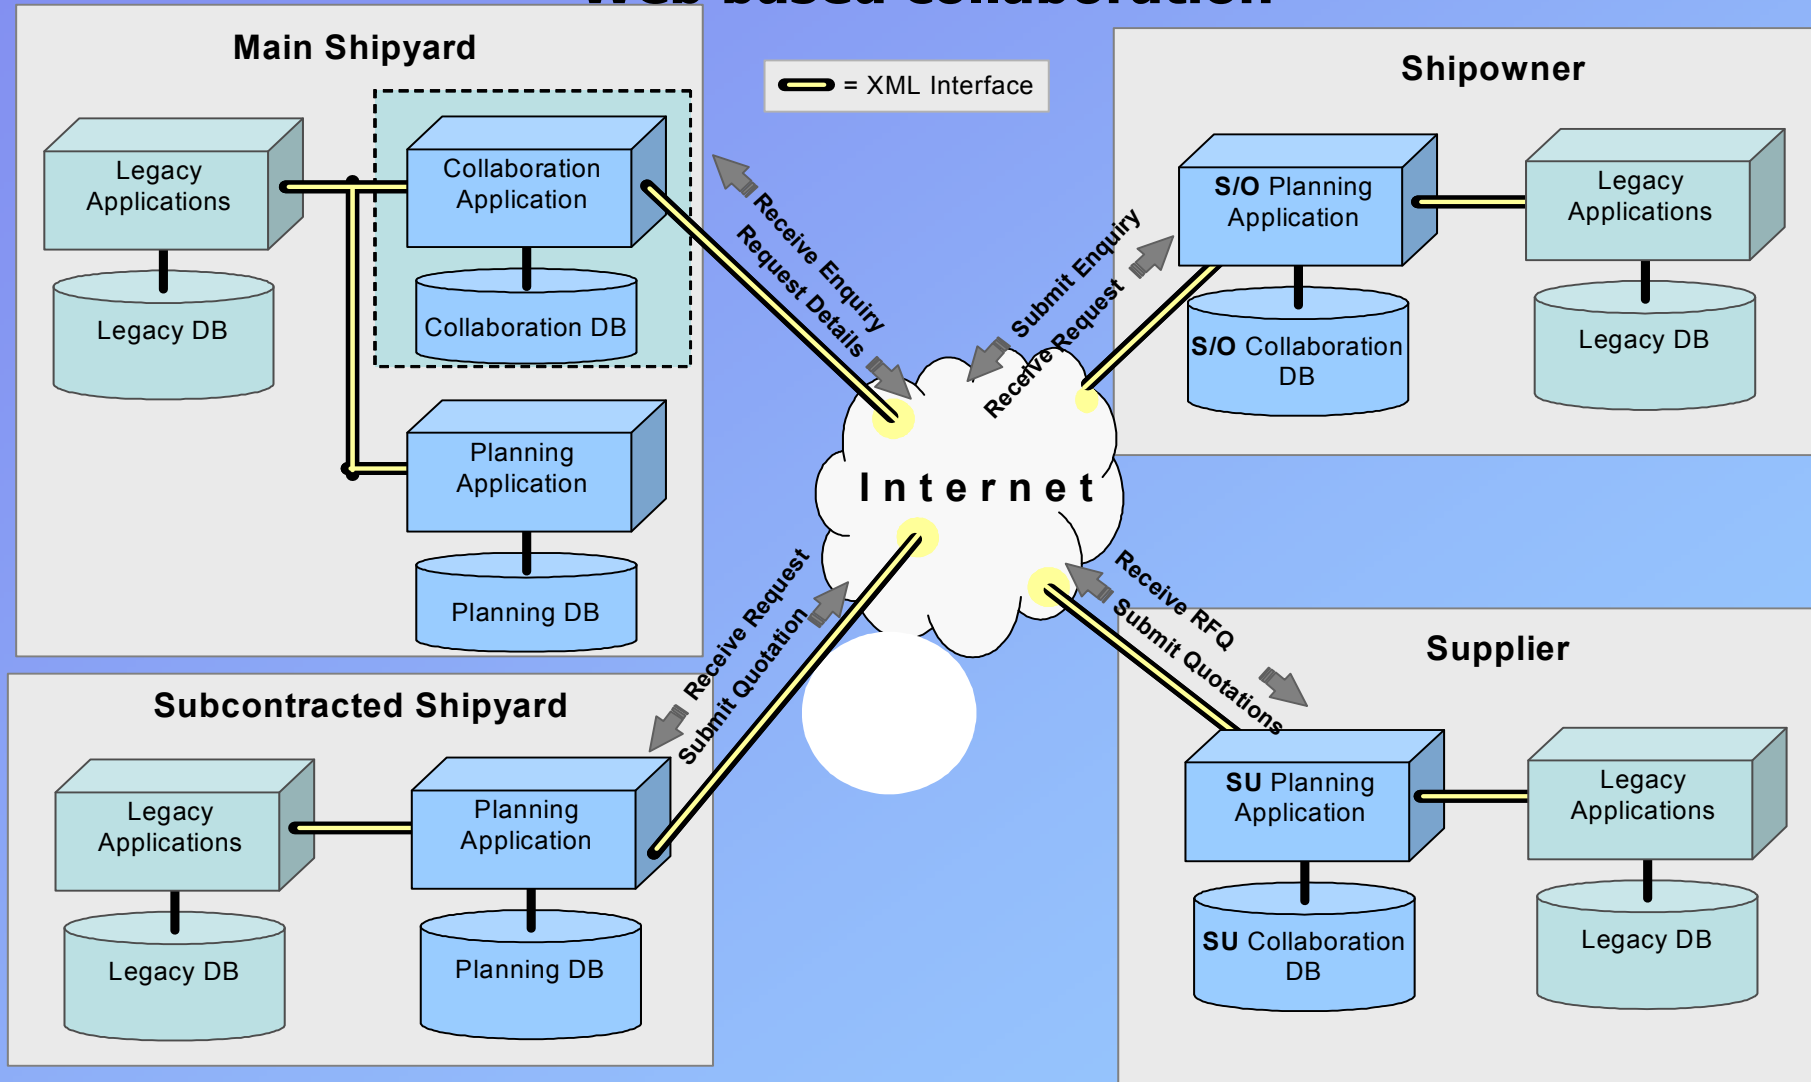 Web based Collaboration
Main Shipyard
Legacy
Applications
Legacy DB
Collaboration
Application
Collaboration DB
Planning
Application
Planning DB
= XML Interface
Receive Enquiry
Request Details
Submit Enquiry
Receive Request
Internet
Shipowner
S/O Planning
Application
S/O Collaboration
DB
Legacy
Applications
Legacy DB
Subcontracted Shipyard
Legacy
Applications
Legacy DB
Planning
Application
Planning DB
Receive Request
Submit Quotation
Receive RFQ
Submit Quotations
Supplier
SU Planning
Application
SU Collaboration
DB
Legacy
Applications
Legacy DB